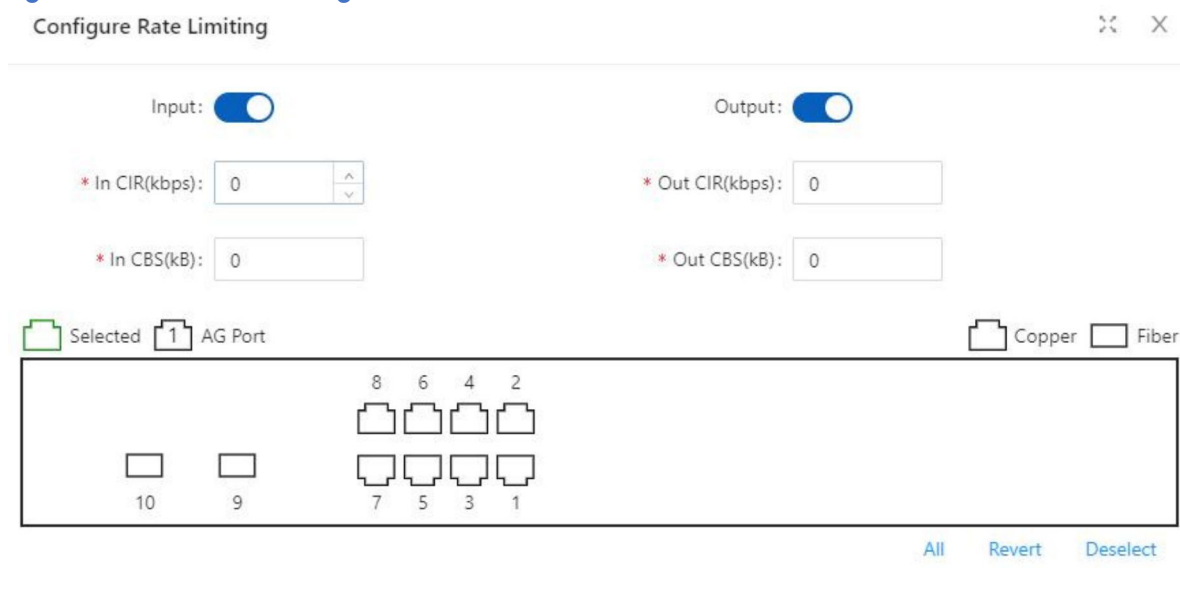 Configure Rate Limiting
Input: Output:
* In CIR(kbps): 0 * Out CIR(kbps): 0
* In CBS(kB): 0 * Out CBS(kB): 0
Selected 1 AG Port Copper Fiber
8 6 4 2
10 9 7 5 3 1
All Revert Deselect